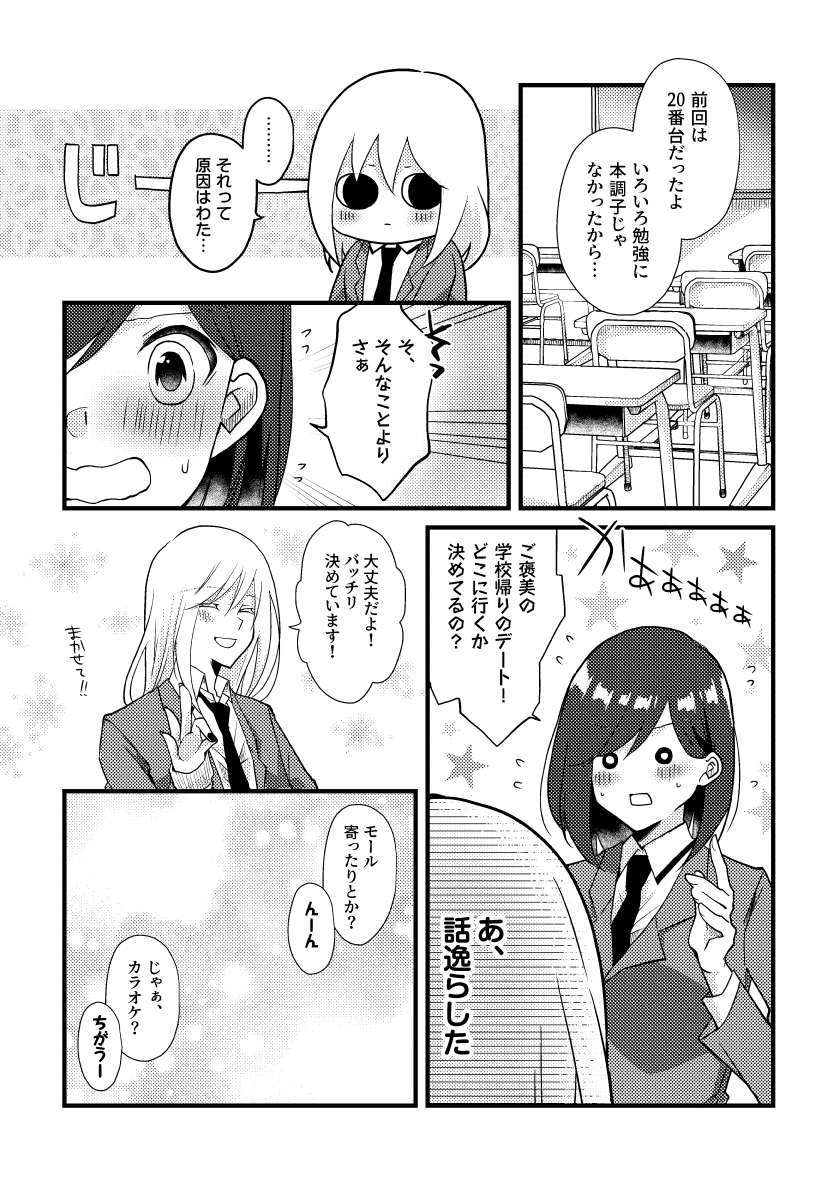 前回は
20番台だったよ
いろいろ勉強に
本調子じゃ
なかったから…
………
それって
原因はわた…
じー
そ、
そんなことより
さぁ
ご褒美の
学校帰りのデート！
どこに行くか
決めてるの？
ぁぁぁぁぁ
あ、
話逸らした
大丈夫だよ！
バッチリ
決めています！
まかせて!!
モール
寄ったりとか？
んーん
じゃぁ、
カラオケ？
ちがうー